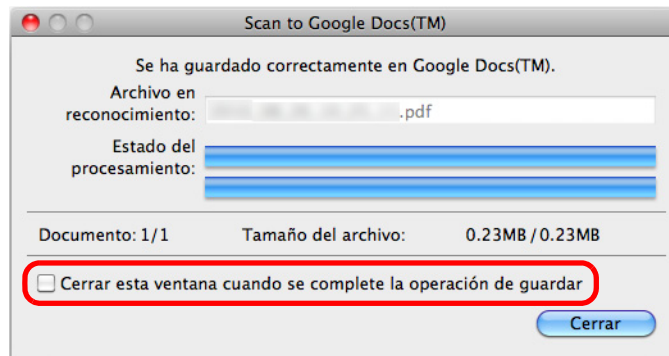 Scan to Google Docs(TM)
Se ha guardado correctamente en Google Docs(TM).
Archivo en
reconocimiento:
.pdf
Estado del
procesamiento:
Documento: 1/1 Tamaño del archivo: 0.23MB / 0.23MB
Cerrar esta ventana cuando se complete la operación de guardar
Cerrar